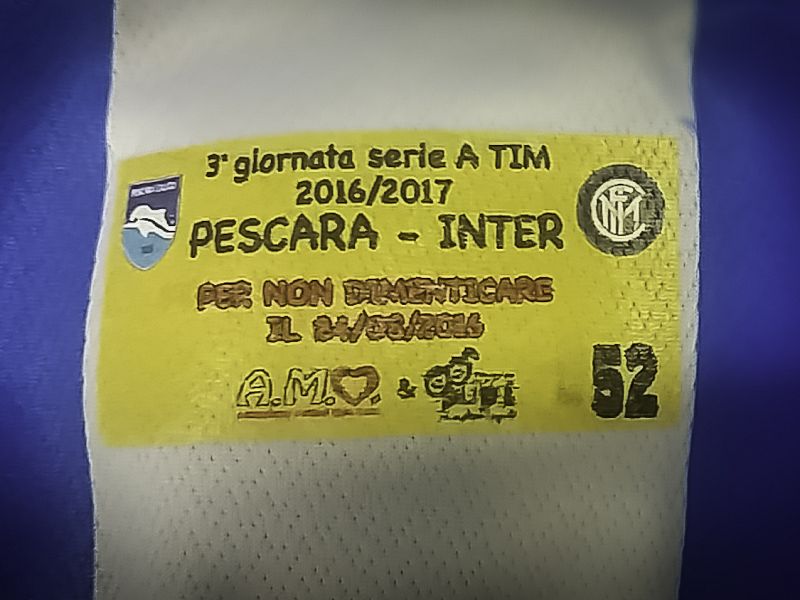 3ª giornata serie A TIM
2016/2017
PESCARA - INTER
PER NON DIMENTICARE
IL 24/08/2016
A.M.
&
52